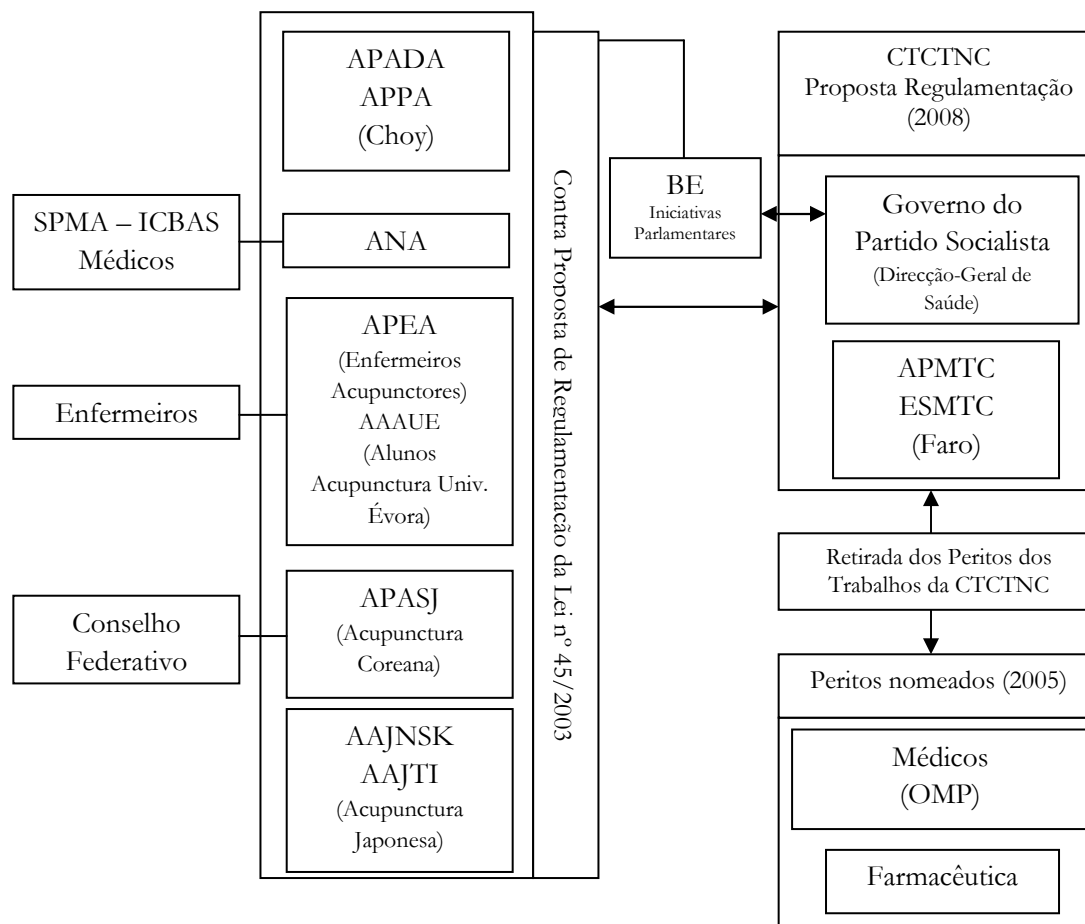 APADA
APPA
(Choy)
SPMA – ICBAS
Médicos
ANA
Enfermeiros
APEA
(Enfermeiros
Acupunctores)
AAAUE
(Alunos
Acupunctura Univ.
Évora)
Conselho
Federativo
APASJ
(Acupunctura
Coreana)
AAJNSK
AAJTI
(Acupunctura
Japonesa)
Contra Proposta de Regulamentação da Lei nº 45/2003
BE
Iniciativas
Parlamentares
CTCTNC
Proposta Regulamentação
(2008)
Governo do
Partido Socialista
(Direcção-Geral de
Saúde)
APMTC
ESMTC
(Faro)
Retirada dos Peritos dos
Trabalhos da CTCTNC
Peritos nomeados (2005)
Médicos
(OMP)
Farmacêutica